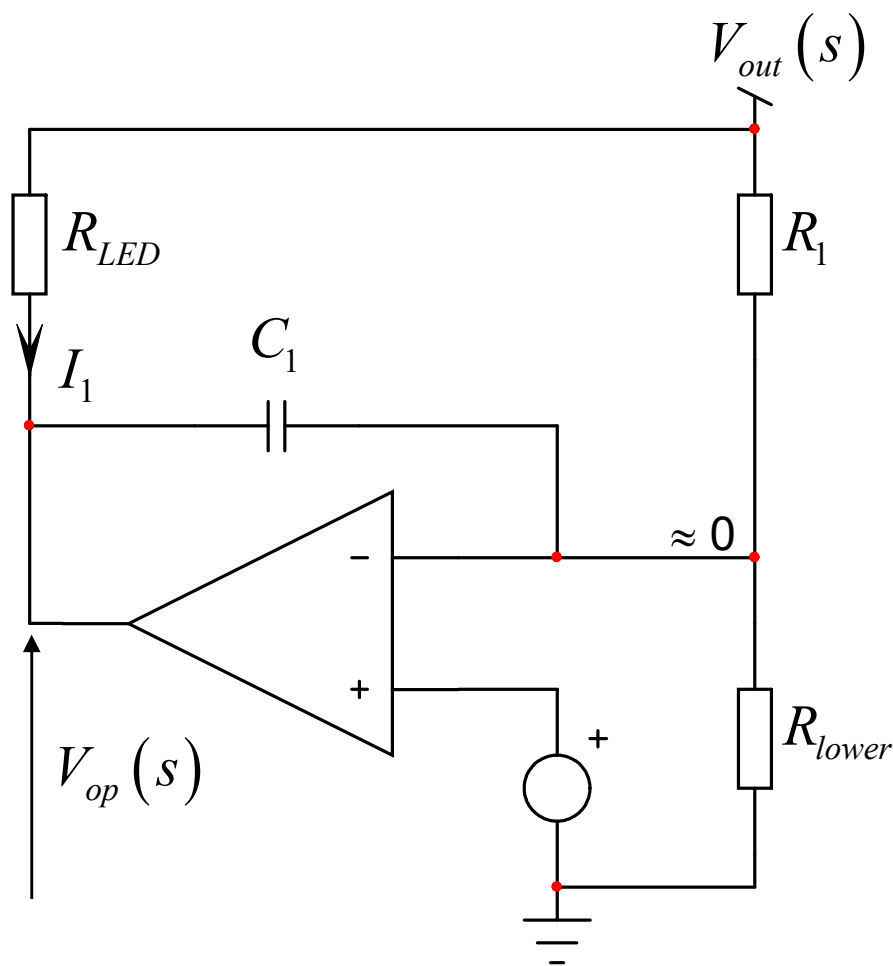 V_out (s)
R_LED
R_1
C_1
I_1
≈ 0
-
+
+
R_lower
V_op (s)